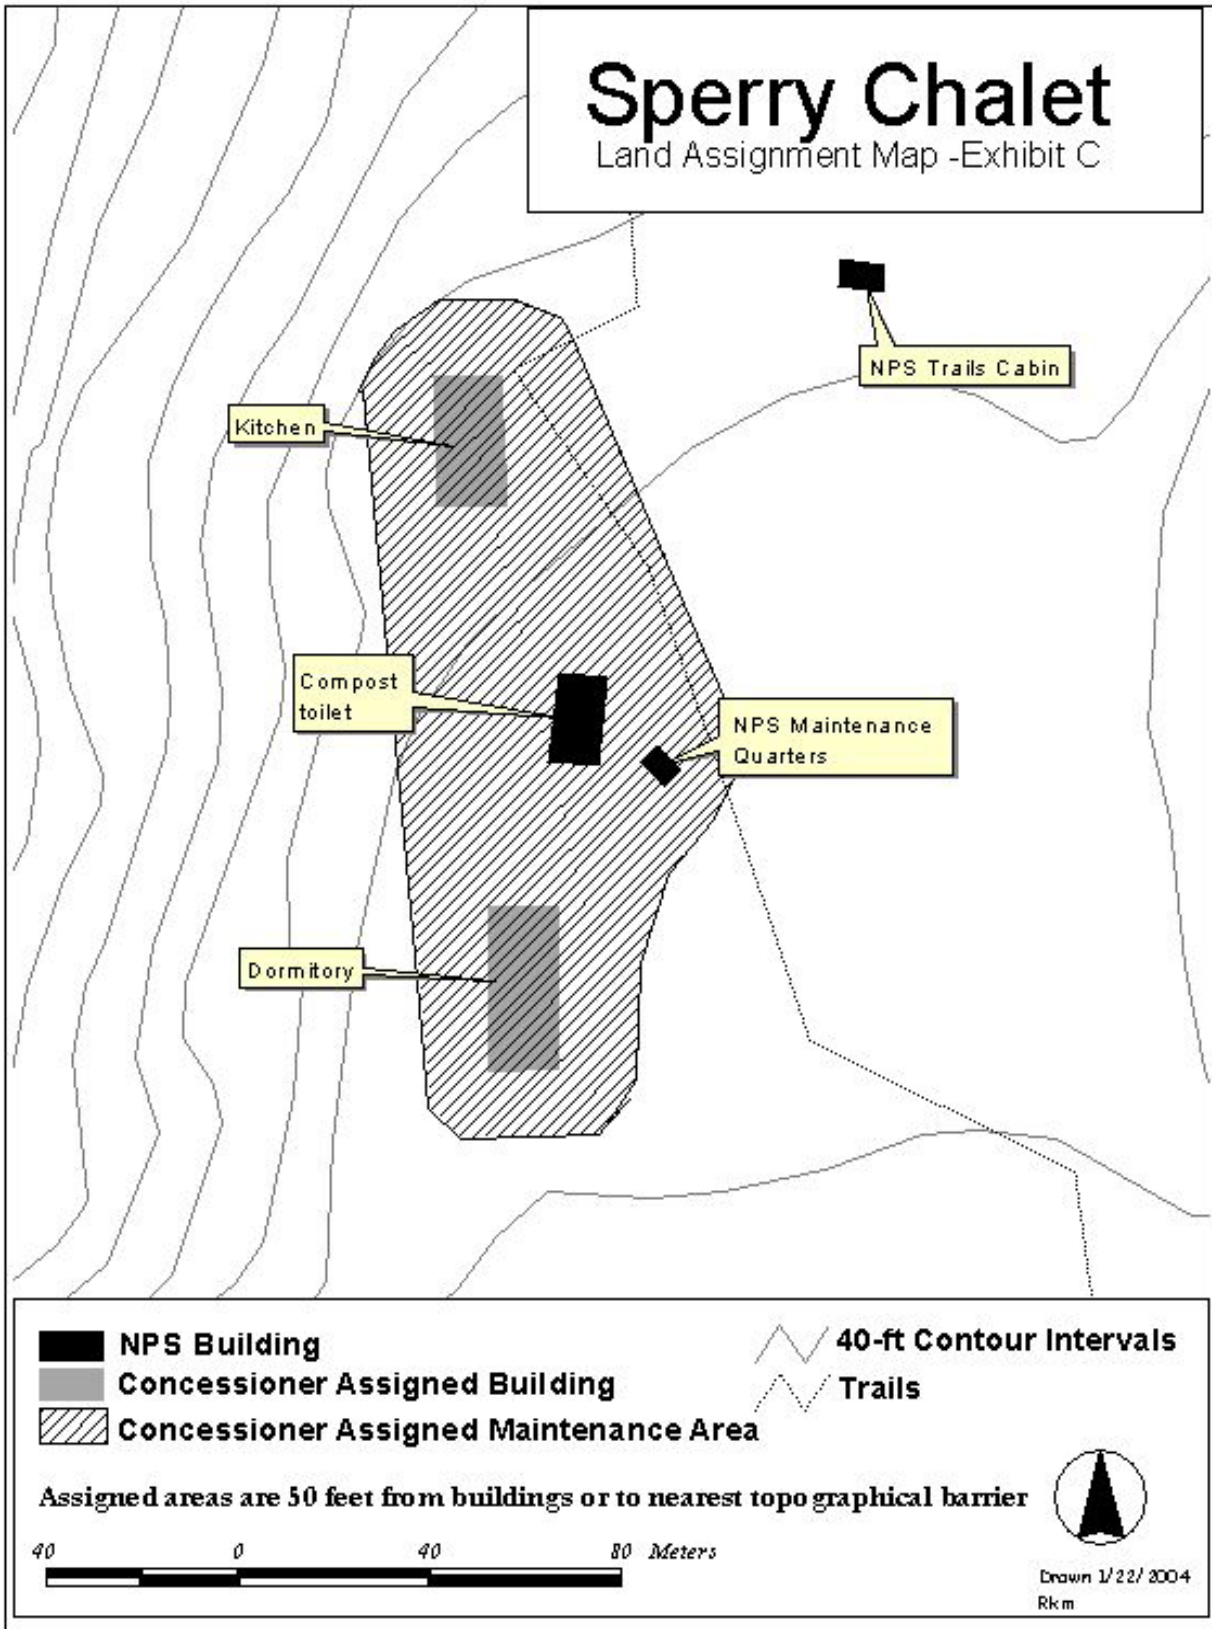 Sperry Chalet
Land Assignment Map -Exhibit C
NPS Trails Cabin
Kitchen
Compost
toilet
NPS Maintenance
Quarters
Dormitory
NPS Building
Concessioner Assigned Building
Concessioner Assigned Maintenance Area
40-ft Contour Intervals
Trails
Assigned areas are 50 feet from buildings or to nearest topographical barrier
40 0 40 80 Meters
Drawn 1/22/2004
Rkm